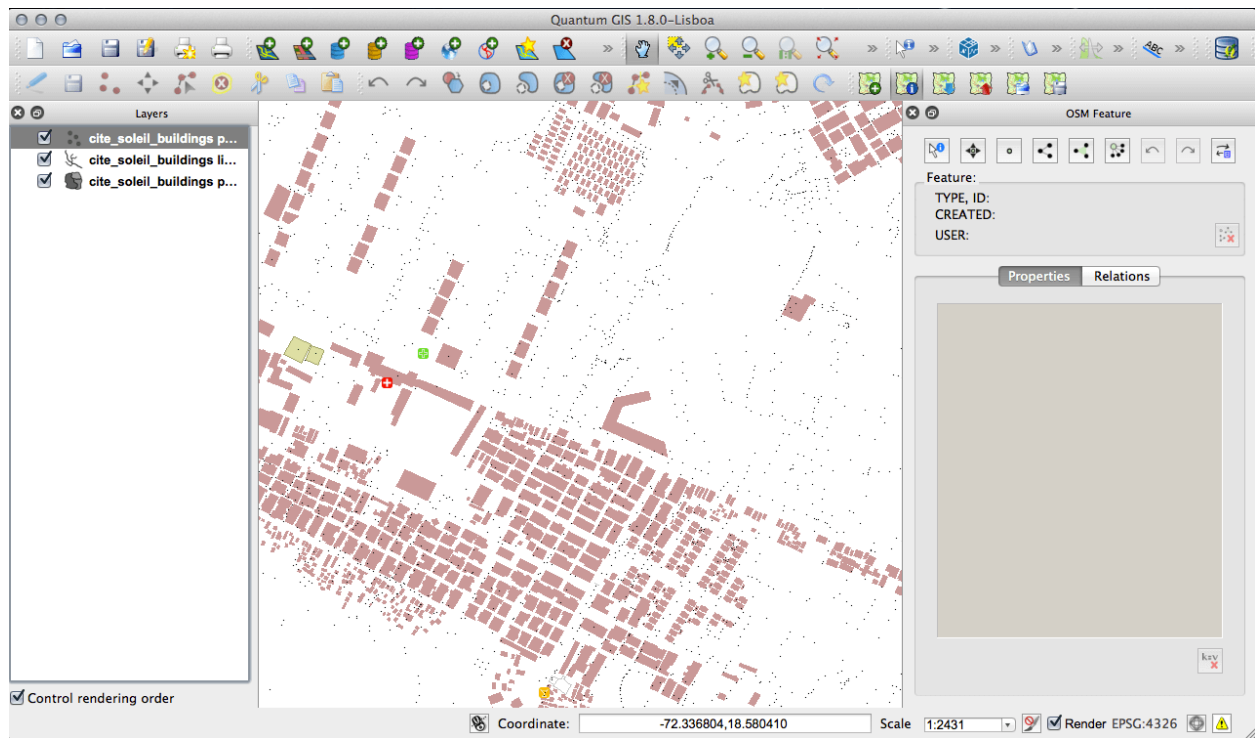 Quantum GIS 1.8.0-Lisboa
ABC
Layers
cite_soleil_buildings p...
cite_soleil_buildings li...
cite_soleil_buildings p...
Control rendering order
OSM Feature
Feature:
TYPE, ID:
CREATED:
USER:
Properties Relations
k=v
Coordinate: -72.336804,18.580410 Scale 1:2431 Render EPSG:4326